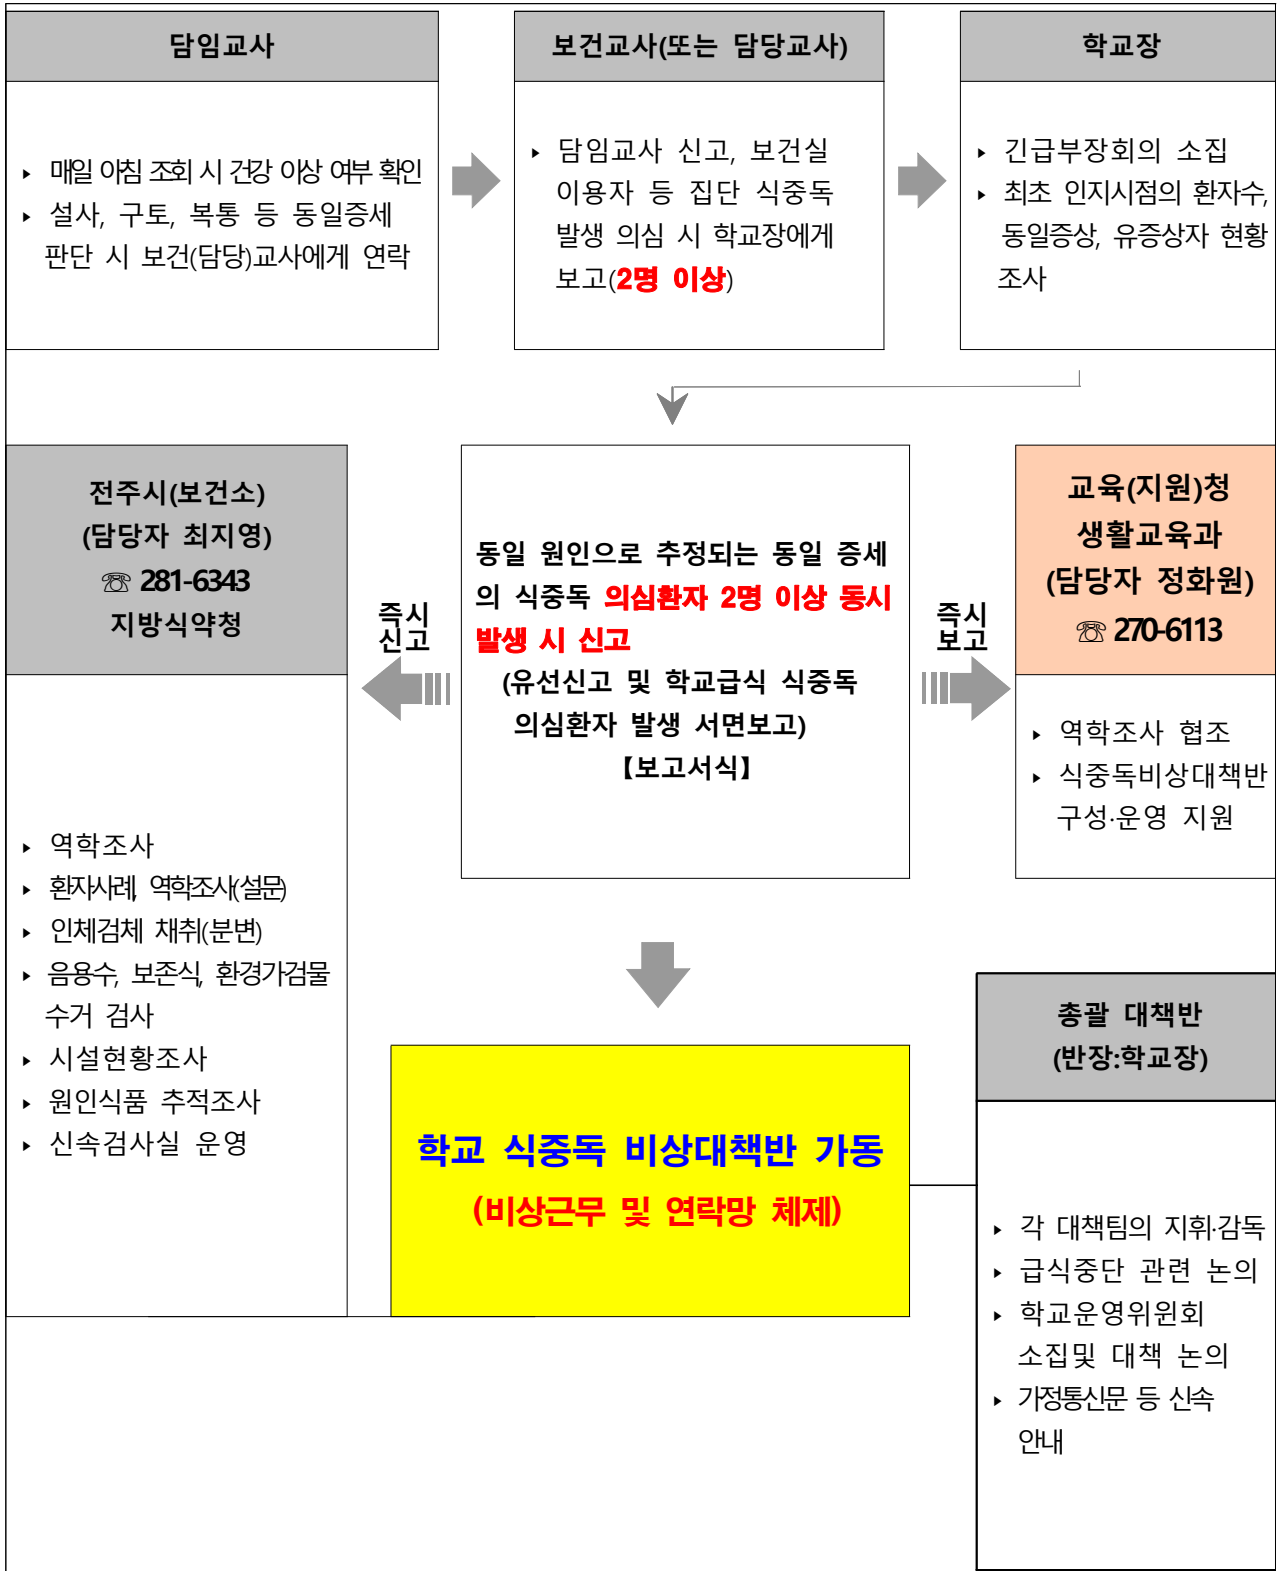 담임교사
▸ 매일 아침 조회 시 건강 이상 여부 확인
▸ 설사, 구토, 복통 등 동일증세
판단 시 보건(담당)교사에게 연락
보건교사(또는 담당교사)
▸ 담임교사 신고, 보건실
이용자 등 집단 식중독
발생 의심 시 학교장에게
보고(2명 이상)
학교장
▸ 긴급부장회의 소집
▸ 최초 인지시점의 환자수,
동일증상, 유증상자 현황
조사
전주시(보건소)
(담당자 최지영)
☏ 281-6343
지방식약청
▸ 역학조사
▸ 환자사례, 역학조사(설문)
▸ 인체검체 채취(분변)
▸ 음용수, 보존식, 환경가검물
수거 검사
▸ 시설현황조사
▸ 원인식품 추적조사
▸ 신속검사실 운영
즉시
신고
동일 원인으로 추정되는 동일 증세
의 식중독 의심환자 2명 이상 동시
발생 시 신고
(유선신고 및 학교급식 식중독
의심환자 발생 서면보고)
【보고서식】
즉시
보고
교육(지원)청
생활교육과
(담당자 정화원)
☏ 270-6113
▸ 역학조사 협조
▸ 식중독비상대책반
구성·운영 지원
학교 식중독 비상대책반 가동
(비상근무 및 연락망 체제)
총괄 대책반
(반장:학교장)
▸ 각 대책팀의 지휘·감독
▸ 급식중단 관련 논의
▸ 학교운영위원회
소집및 대책 논의
▸ 가정통신문 등 신속
안내